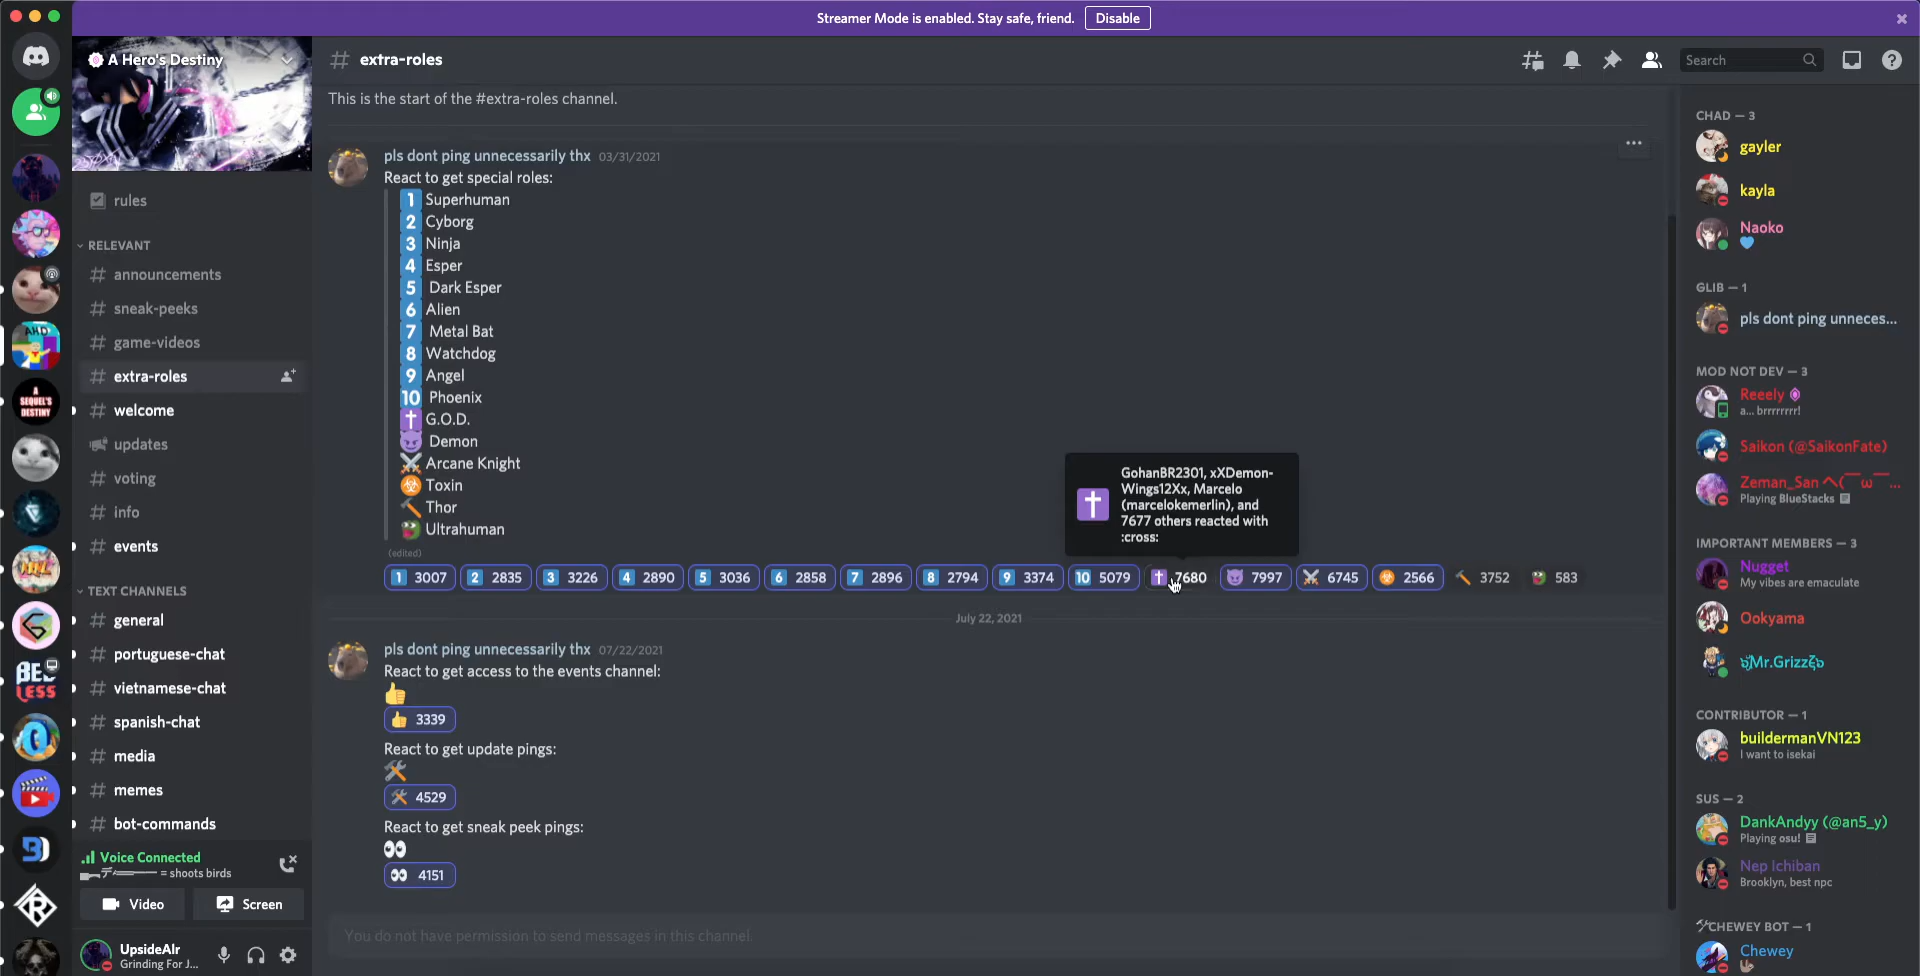 Streamer Mode is enabled. Stay safe, friend. Disable
A Hero's Destiny
extra-roles
Search
rules
RELEVANT
announcements
sneak-peeks
game-videos
extra-roles
welcome
updates
voting
info
events
TEXT CHANNELS
general
portuguese-chat
vietnamese-chat
spanish-chat
media
memes
bot-commands
Voice Connected
= shoots birds
Video
Screen
UpsideAlr
Grinding For J...
AHD
A
SEQUEL'S
DESTINY
This is the start of the #extra-roles channel.
pls dont ping unnecessarily thx 03/31/2021
React to get special roles:
1 Superhuman
2 Cyborg
3 Ninja
4 Esper
5 Dark Esper
6 Alien
7 Metal Bat
8 Watchdog
9 Angel
10 Phoenix
G.O.D.
Demon
Arcane Knight
Toxin
Thor
Ultrahuman
(edited)
GohanBR2301, xXDemon-
Wings12Xx, Marcelo
(marcelokemerlin), and
7677 others reacted with
:cross:
1 3007 2 2835 3 3226 4 2890 5 3036 6 2858 7 2896 8 2794 9 3374 10 5079 7680 7997 6745 2566 3752 583
July 22, 2021
pls dont ping unnecessarily thx 07/22/2021
React to get access to the events channel:
3339
React to get update pings:
4529
React to get sneak peek pings:
4151
You do not have permission to send messages in this channel.
CHAD — 3
gayler
kayla
Naoko
GLIB — 1
pls dont ping unneces...
MOD NOT DEV — 3
Reeely
a... brrrrrrr!
Saikon (@SaikonFate)
Zeman_San
Playing BlueStacks
IMPORTANT MEMBERS — 3
Nugget
My vibes are emaculate
Ookyama
Mr.Grizz
CONTRIBUTOR — 1
buildermanVN123
I want to isekai
SUS — 2
DankAndyy (@an5_y)
Playing osu!
Nep Ichiban
Brooklyn, best npc
CHEWEY BOT — 1
Chewey